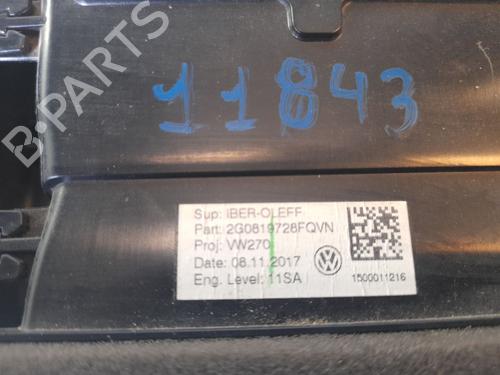 B-PARTS
11843
Sup: IBER-OLEFF
Part: 2G0819728FQVN
Proj: VW270
Date: 08.11.2017
Eng. Level: 11SA
1500011216